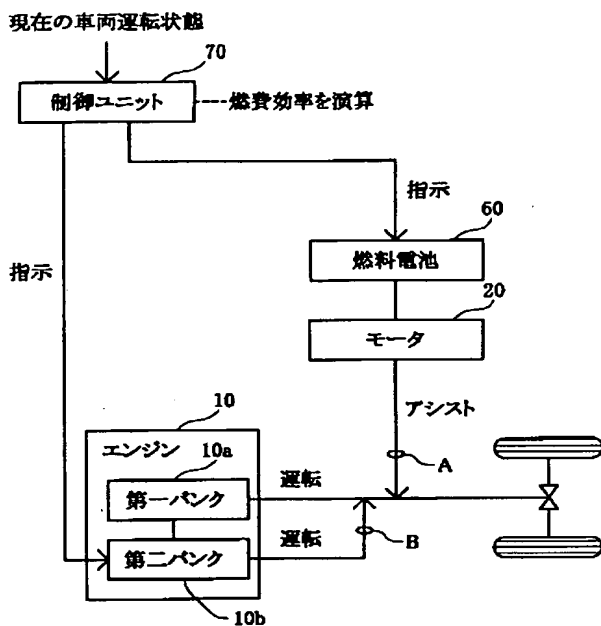 現在の車両運転状態
70
制御ユニット
燃費効率を演算
指示
60
燃料電池
指示
20
モータ
アシスト
10
エンジン
10a
A
第一バンク
運転
第二バンク
運転
B
10b